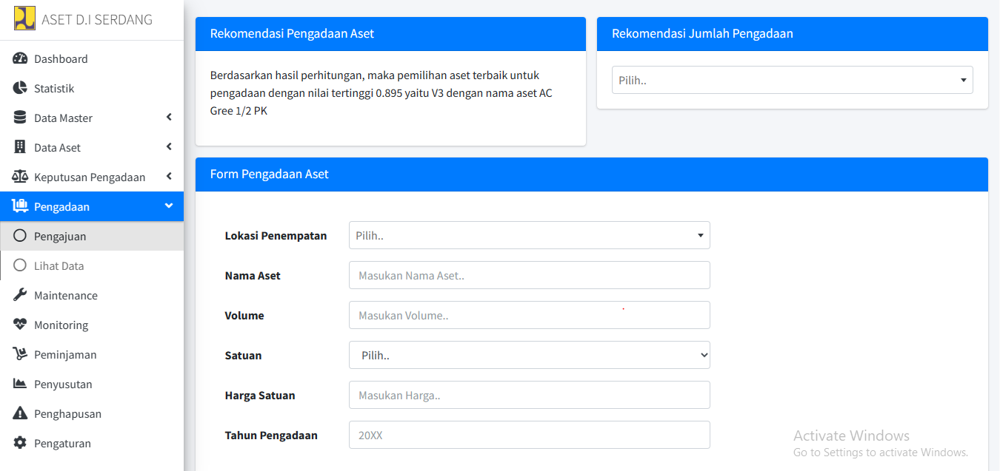 ASET D.I SERDANG
Dashboard
Statistik
Data Master
Data Aset
Keputusan Pengadaan
Pengadaan
Pengajuan
Lihat Data
Maintenance
Monitoring
Peminjaman
Penyusutan
Penghapusan
Pengaturan
Rekomendasi Pengadaan Aset
Berdasarkan hasil perhitungan, maka pemilihan aset terbaik untuk
pengadaan dengan nilai tertinggi 0.895 yaitu V3 dengan nama aset AC
Gree 1/2 PK
Rekomendasi Jumlah Pengadaan
Pilih..
Form Pengadaan Aset
Lokasi Penempatan Pilih..
Nama Aset Masukan Nama Aset..
Volume Masukan Volume..
Satuan Pilih..
Harga Satuan Masukan Harga..
Tahun Pengadaan 20XX
Activate Windows
Go to Settings to activate Windows.